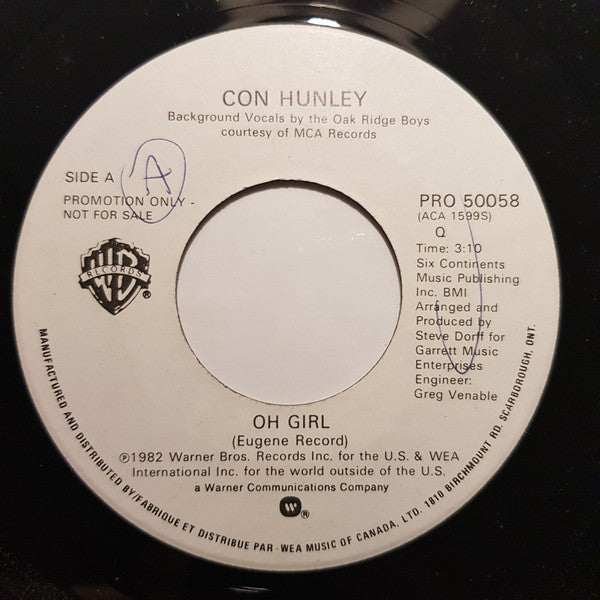 CON HUNLEY
Background Vocals by the Oak Ridge Boys
courtesy of MCA Records
SIDE A
A
PROMOTION ONLY -
NOT FOR SALE
WB
RECORDS
®
PRO 50058
(ACA 1599S)
Q
Time: 3:10
Six Continents
Music Publishing
Inc. BMI
Arranged and
Produced by
Steve Dorff for
Garrett Music
Enterprises
Engineer:
Greg Venable
OH GIRL
(Eugene Record)
℗1982 Warner Bros. Records Inc. for the U.S. & WEA
International Inc. for the world outside of the U.S.
a Warner Communications Company
®
MANUFACTURED AND DISTRIBUTED BY/FABRIQUE ET DISTRIBUE PAR - WEA MUSIC OF CANADA, LTD. 1810 BIRCHMOUNT RD. SCARBOROUGH, ONT.